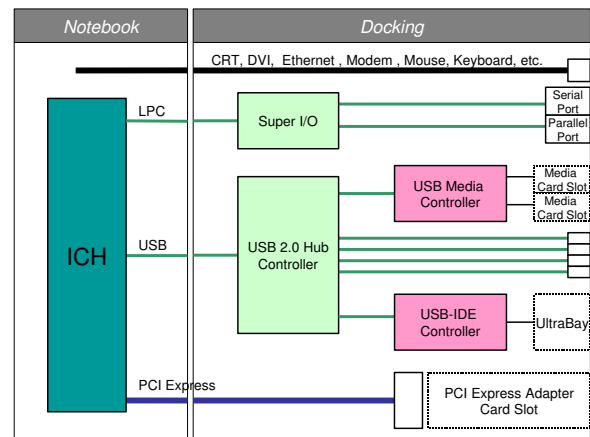 Notebook
Docking
CRT, DVI, Ethernet , Modem , Mouse, Keyboard, etc.
LPC
Super I/O
Serial
Port
Parallel
Port
USB Media
Controller
Media
Card Slot
Media
Card Slot
ICH
USB
USB 2.0 Hub
Controller
USB-IDE
Controller
UltraBay
PCI Express
PCI Express Adapter
Card Slot